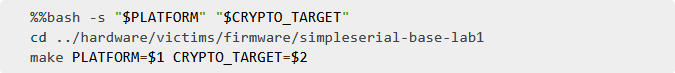 %%bash -s "$PLATFORM" "$CRYPTO_TARGET"
cd ../hardware/victims/firmware/simpleserial-base-lab1
make PLATFORM=$1 CRYPTO_TARGET=$2